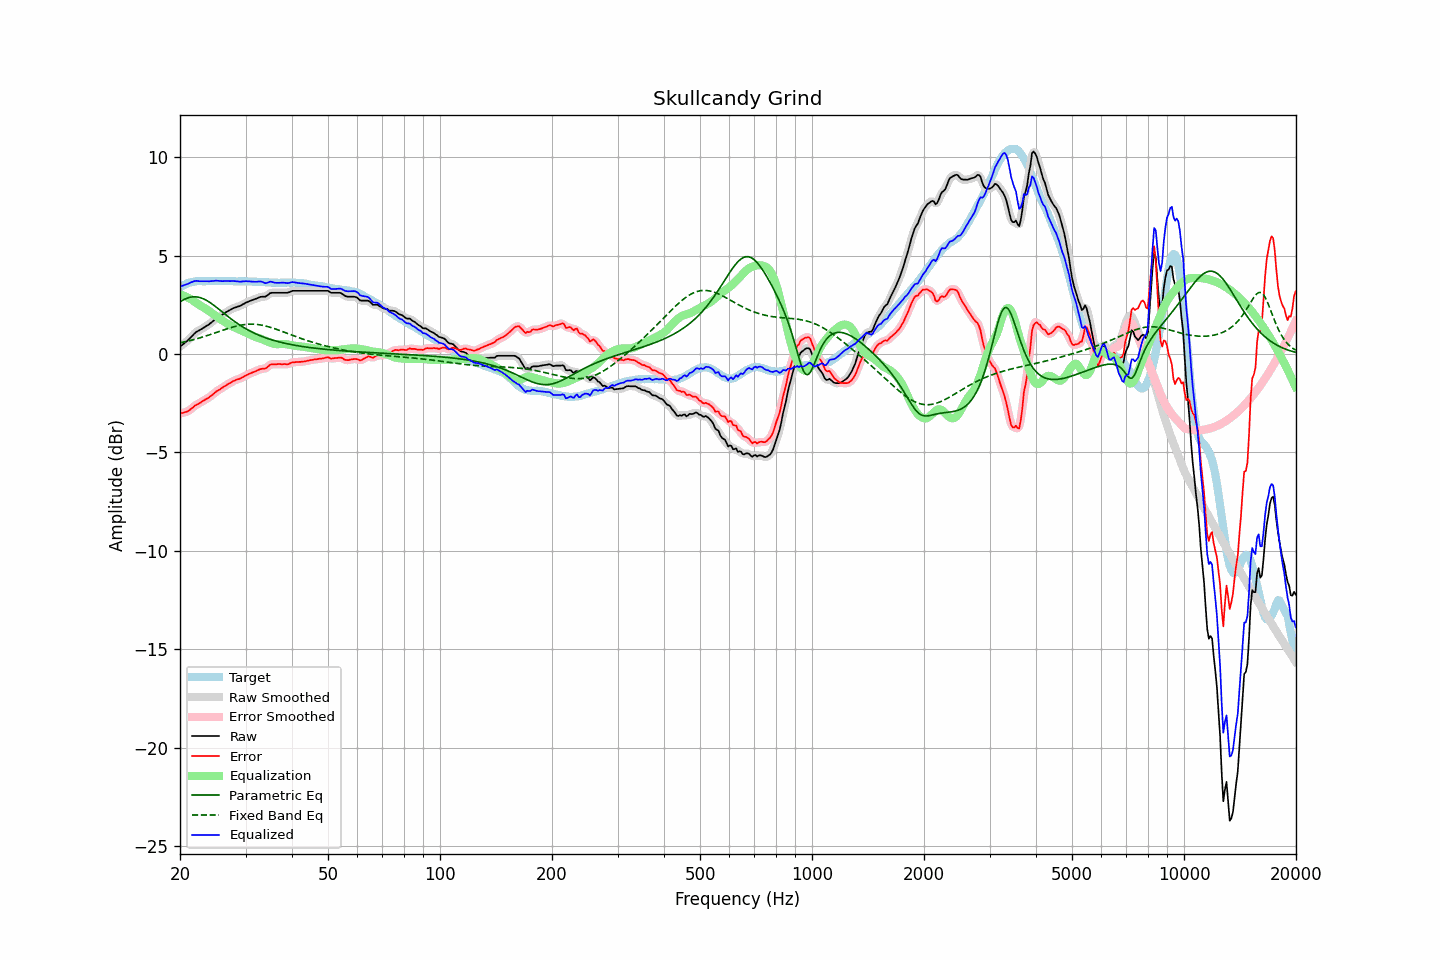 Skullcandy Grind
Amplitude (dBr)
10
5
0
−5
−10
−15
−20
−25
Target
Raw Smoothed
Error Smoothed
Raw
Error
Equalization
Parametric Eq
Fixed Band Eq
Equalized
20 50 100 200 500 1000 2000 5000 10000 20000
Frequency (Hz)